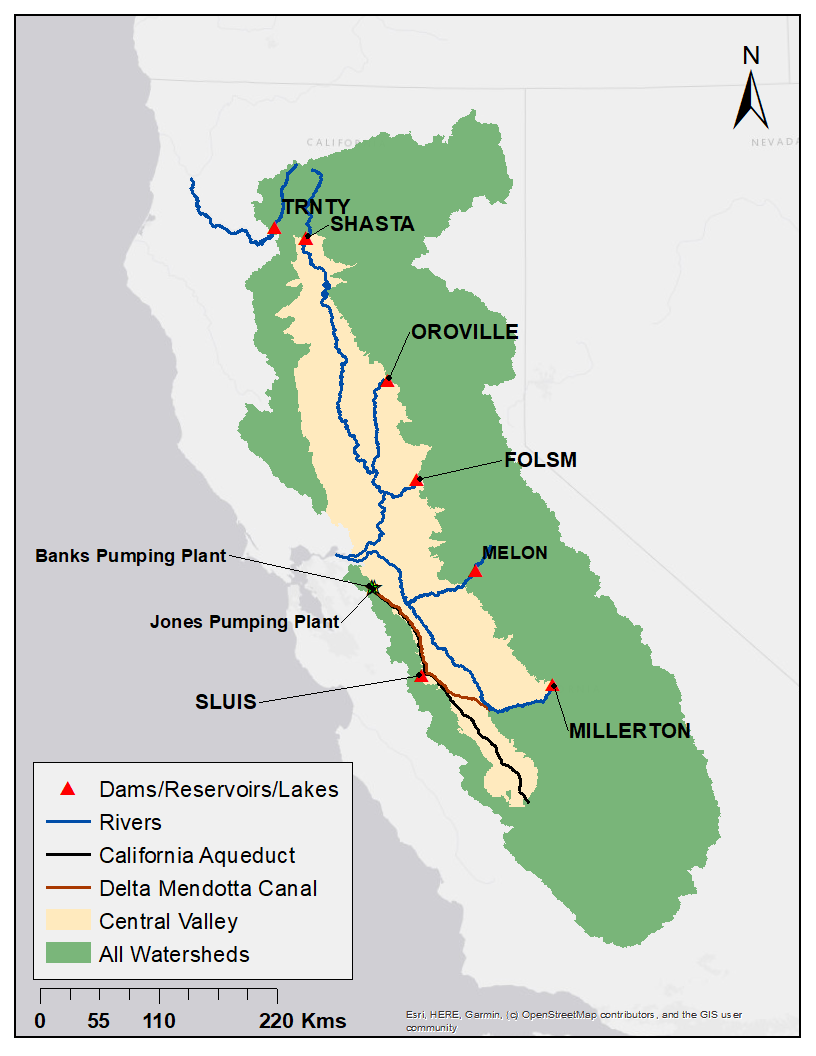 N
CALIFO
NEVADA
TRNTY
SHASTA
OROVILLE
FOLSM
MELON
Banks Pumping Plant
Jones Pumping Plant
SLUIS
MILLERTON
Dams/Reservoirs/Lakes
Rivers
California Aqueduct
Delta Mendotta Canal
Central Valley
All Watersheds
0 55 110 220 Kms
Esri, HERE, Garmin, (c) OpenStreetMap contributors, and the GIS user
community